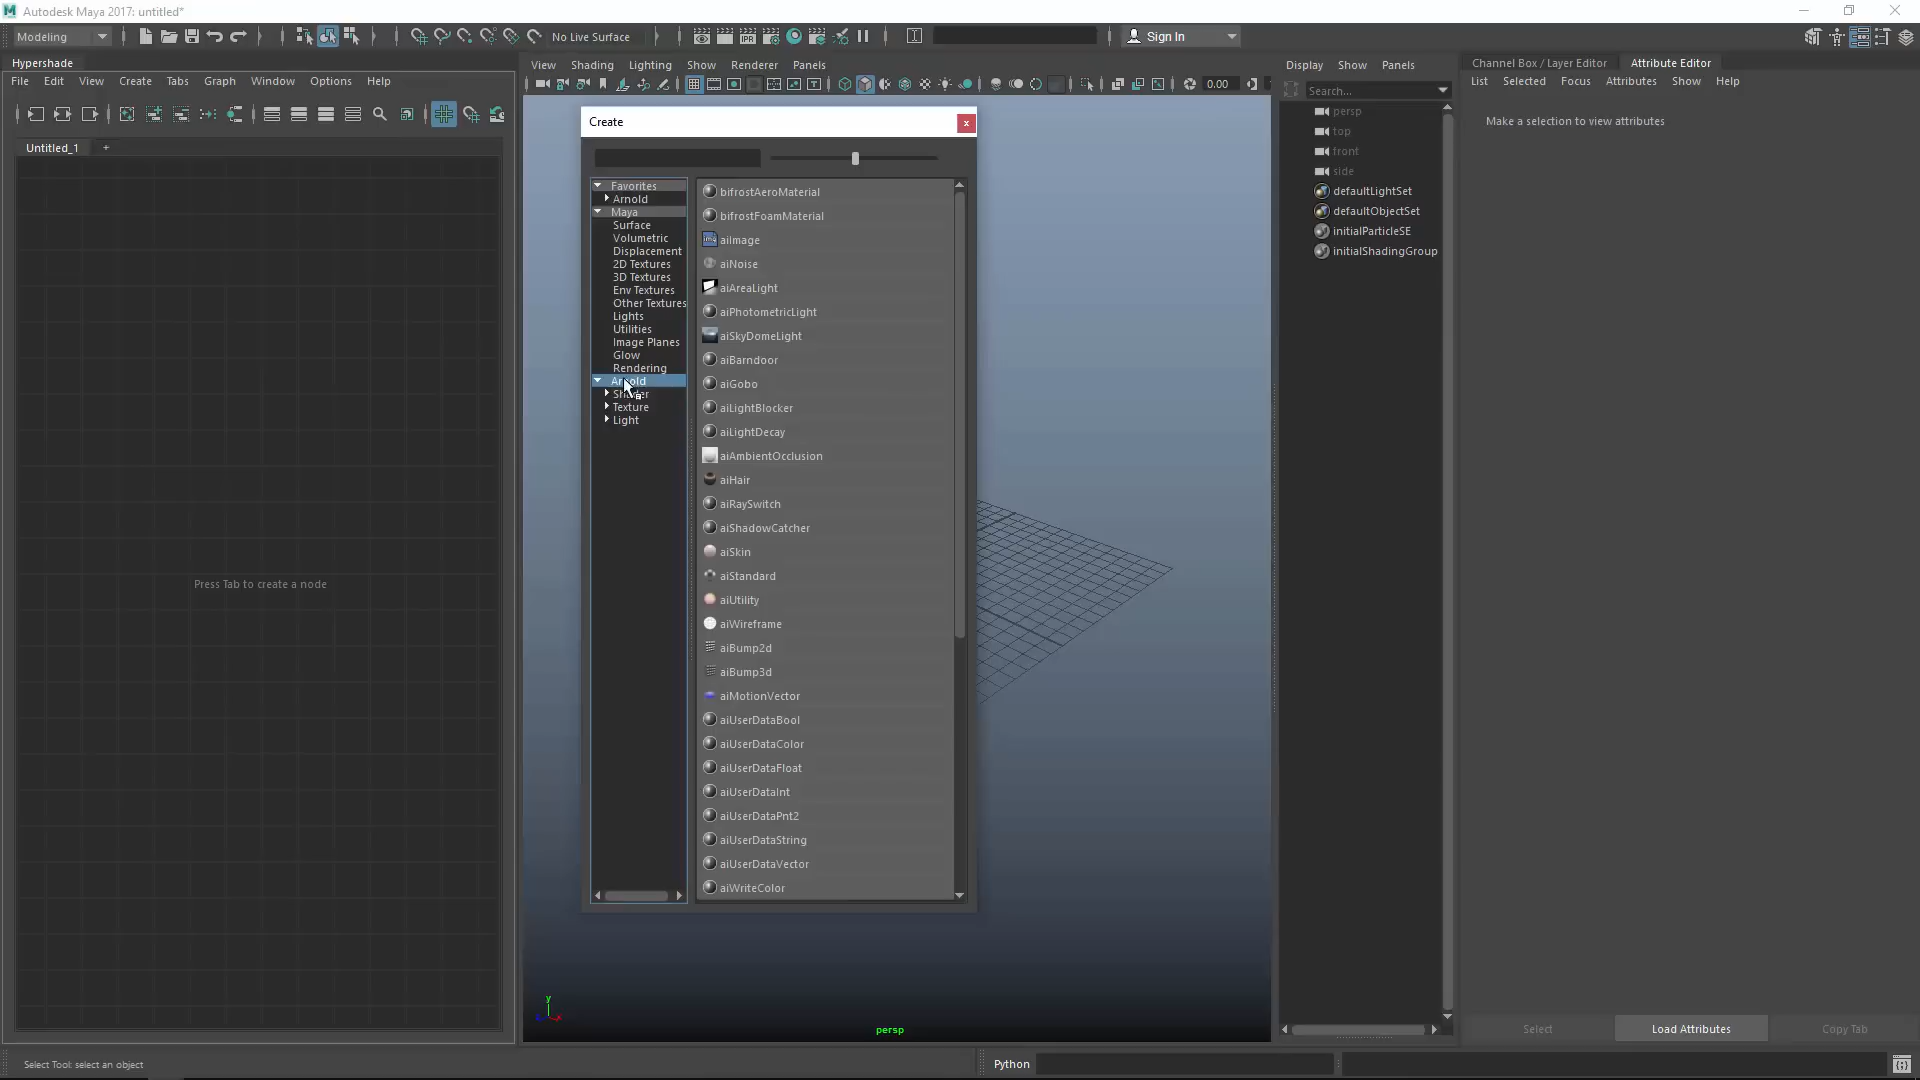 Autodesk Maya 2017: untitled*
Modeling
No Live Surface
IPR
Sign In
Hypershade
File Edit View Create Tabs Graph Window Options Help
Untitled_1 +
Press Tab to create a node
View Shading Lighting Show Renderer Panels
0.00
Create
x
Favorites
Arnold
Maya
Surface
Volumetric
Displacement
2D Textures
3D Textures
Env Textures
Other Textures
Lights
Utilities
Image Planes
Glow
Rendering
Arnold
Shader
Texture
Light
bifrostAeroMaterial
bifrostFoamMaterial
aiImage
aiNoise
aiAreaLight
aiPhotometricLight
aiSkyDomeLight
aiBarndoor
aiGobo
aiLightBlocker
aiLightDecay
aiAmbientOcclusion
aiHair
aiRaySwitch
aiShadowCatcher
aiSkin
aiStandard
aiUtility
aiWireframe
aiBump2d
aiBump3d
aiMotionVector
aiUserDataBool
aiUserDataColor
aiUserDataFloat
aiUserDataInt
aiUserDataPnt2
aiUserDataString
aiUserDataVector
aiWriteColor
y
persp
Display Show Panels
Search...
persp
top
front
side
defaultLightSet
defaultObjectSet
initialParticleSE
initialShadingGroup
Channel Box / Layer Editor Attribute Editor
List Selected Focus Attributes Show Help
Make a selection to view attributes
Select Load Attributes Copy Tab
Select Tool: select an object
Python